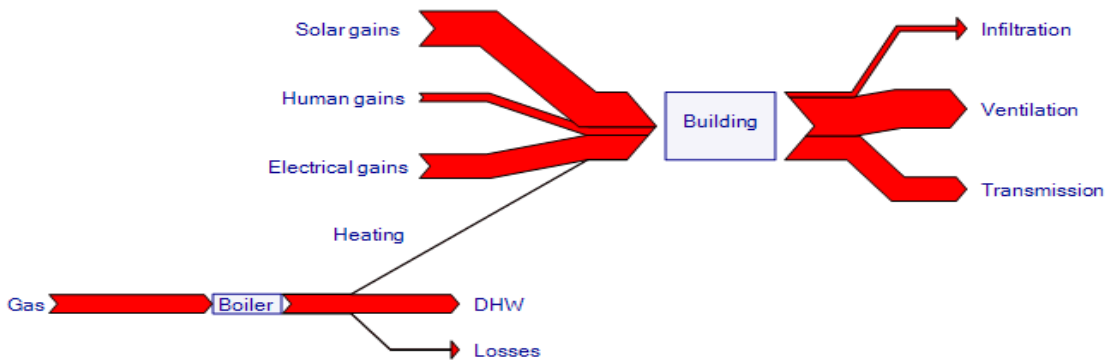 Solar gains
Infiltration
Human gains
Building
Ventilation
Electrical gains
Transmission
Heating
Gas
Boiler
DHW
Losses